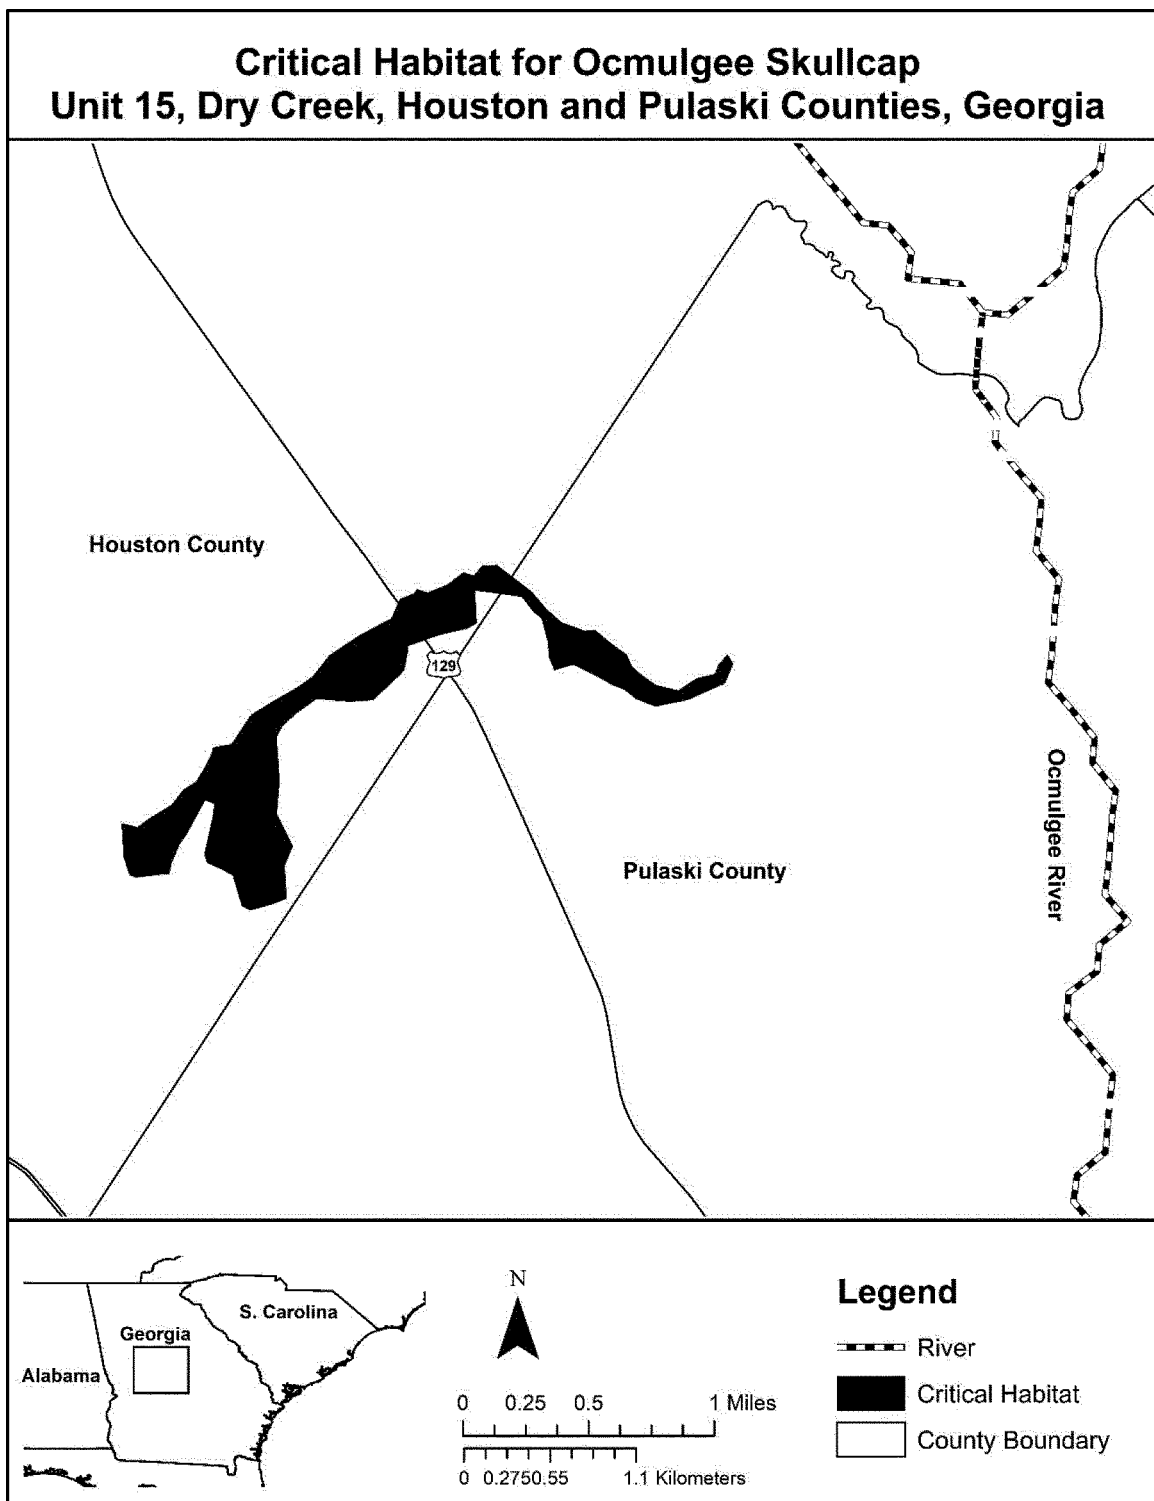 Critical Habitat for Ocmulgee Skullcap
Unit 15, Dry Creek, Houston and Pulaski Counties, Georgia
Houston County
129
Ocmulgee River
Pulaski County
S. Carolina
Georgia
Alabama
N
0 0.25 0.5 1 Miles
0 0.2750.55 1.1 Kilometers
Legend
River
Critical Habitat
County Boundary